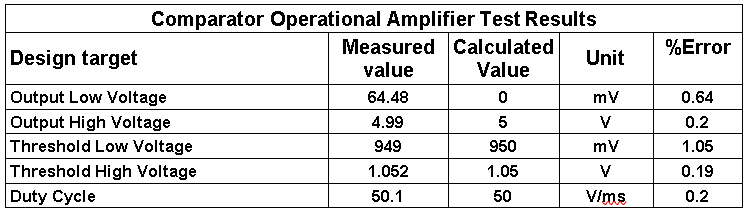 Comparator Operational Amplifier Test Results
Design target Measured value Calculated Value Unit %Error
Output Low Voltage 64.48 0 mV 0.64
Output High Voltage 4.99 5 V 0.2
Threshold Low Voltage 949 950 mV 1.05
Threshold High Voltage 1.052 1.05 V 0.19
Duty Cycle 50.1 50 V/ms 0.2